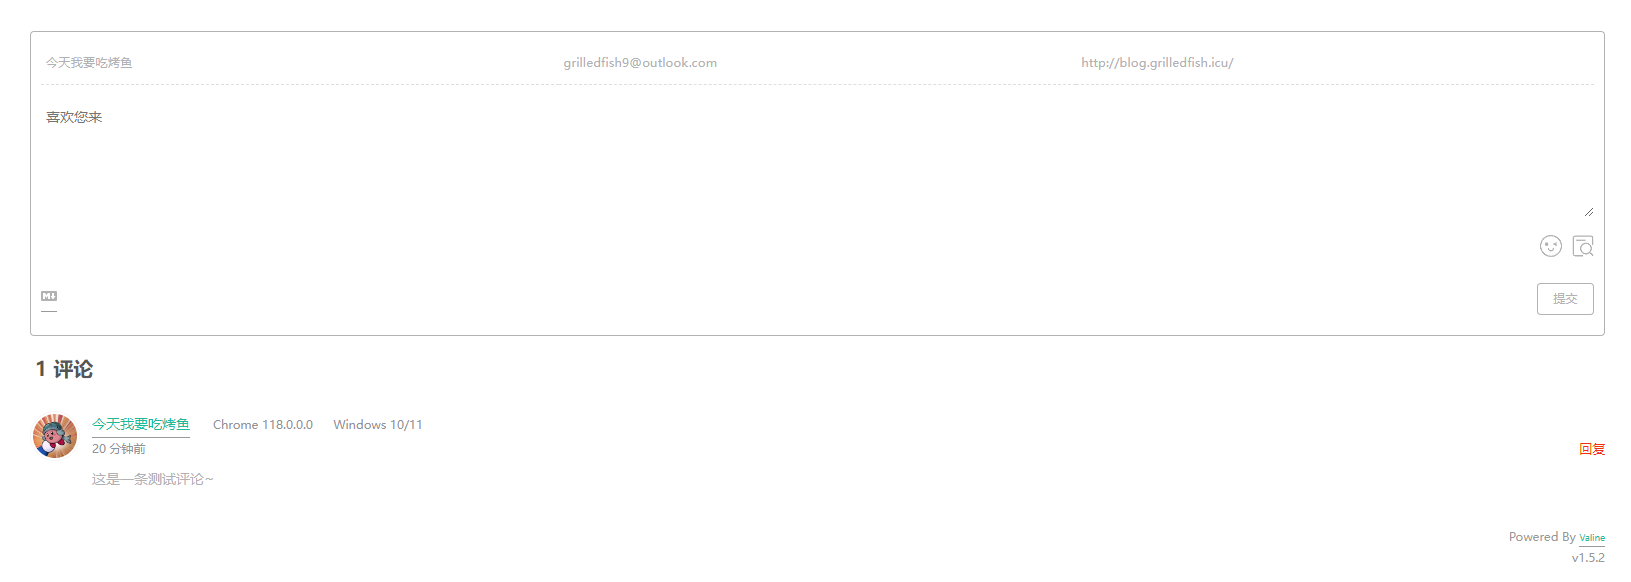 今天我要吃烤鱼 grilledfish9@outlook.com http://blog.grilledfish.icu/
喜欢您来
提交
1 评论
今天我要吃烤鱼 Chrome 118.0.0.0 Windows 10/11
20 分钟前 回复
这是一条测试评论~
Powered By Valine
v1.5.2